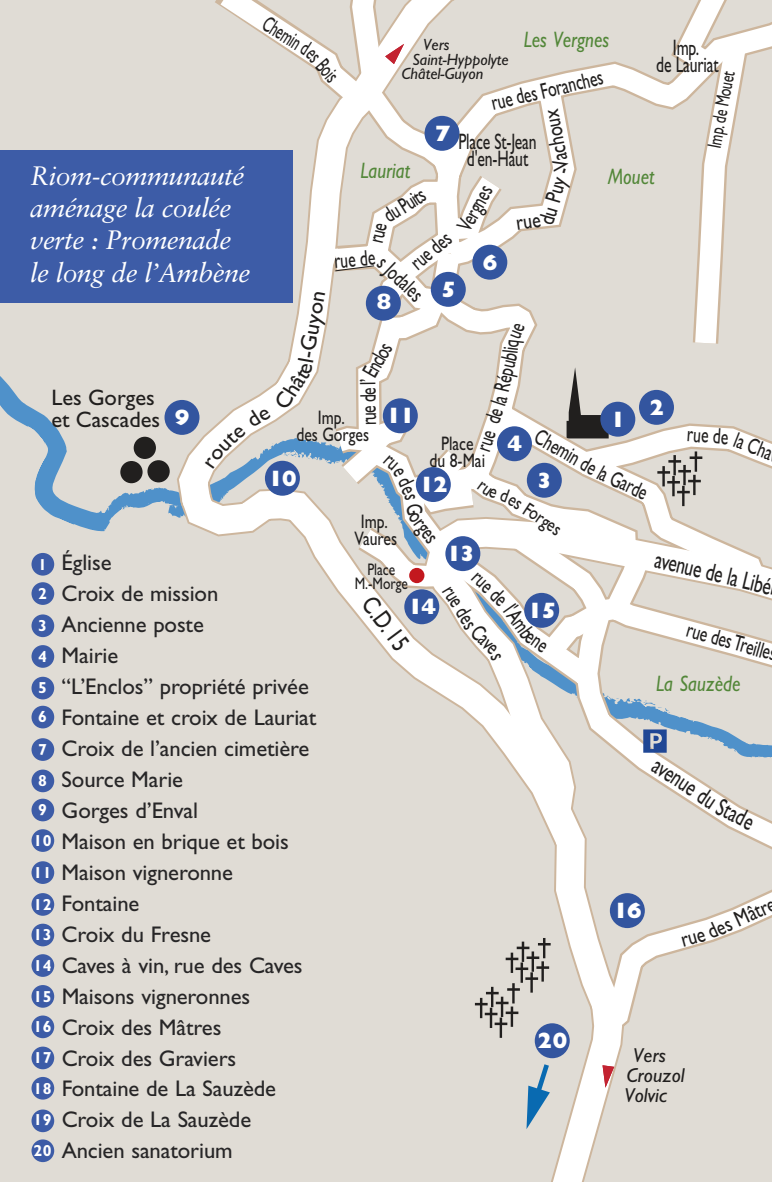 Chemin des Bois
Vers
Saint-Hyppolyte
Châtel-Guyon
Les Vergnes
Imp.
de Lauriat
rue des Foranches
Imp. de Mouet
7
Place St-Jean
d'en-Haut
rue du Puy-Vachoux
Lauriat
Mouet
Riom-communauté
aménage la coulée
verte : Promenade
le long de l'Ambène
rue du Puits
rue des Vergnes
rue des Jodales
6
5
8
route de Châtel-Guyon
rue de l'Enclos
rue de la République
Les Gorges
et Cascades
9
Imp.
des Gorges
11
1
2
Place
du 8-Mai
4
Chemin de la Garde
rue de la Cha
10
rue des Gorges
12
3
rue des Forges
Imp.
Vaures
13
avenue de la Libé
Place
M.-Morge
14
C.D. 15
rue des Caves
rue de l'Ambène
15
rue des Treilles
La Sauzède
P
avenue du Stade
16
rue des Mâtre
20
Vers
Crouzol
Volvic
1 Église
2 Croix de mission
3 Ancienne poste
4 Mairie
5 “L'Enclos” propriété privée
6 Fontaine et croix de Lauriat
7 Croix de l'ancien cimetière
8 Source Marie
9 Gorges d'Enval
10 Maison en brique et bois
11 Maison vigneronne
12 Fontaine
13 Croix du Fresne
14 Caves à vin, rue des Caves
15 Maisons vigneronnes
16 Croix des Mâtres
17 Croix des Graviers
18 Fontaine de La Sauzède
19 Croix de La Sauzède
20 Ancien sanatorium